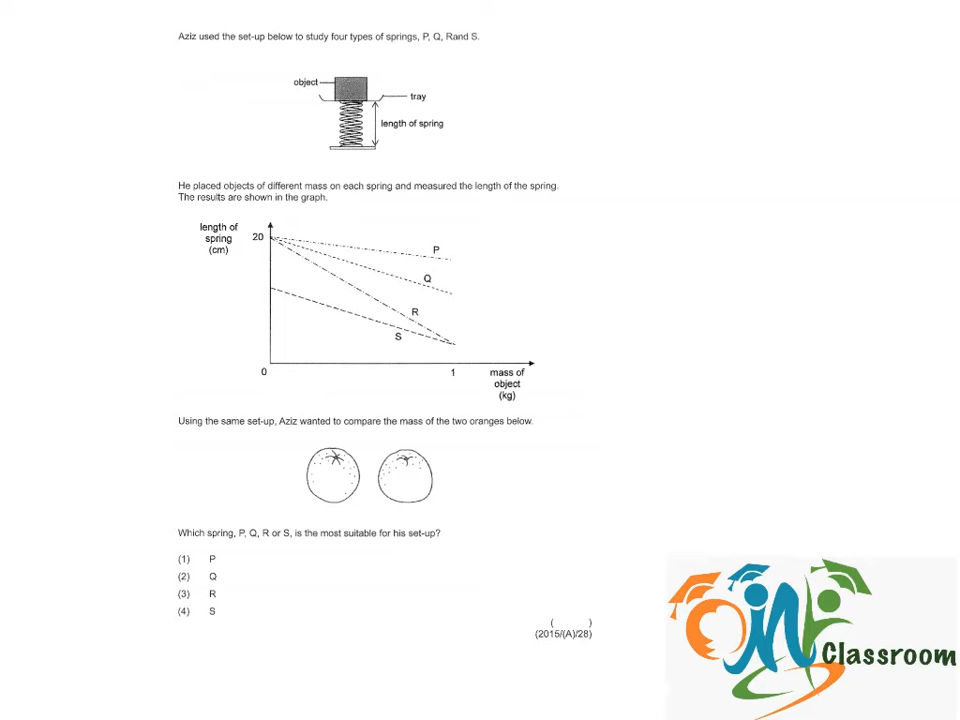 Aziz used the set-up below to study four types of springs, P, Q, Rand S.
object
tray
length of spring
He placed objects of different mass on each spring and measured the length of the spring.
The results are shown in the graph.
length of
spring
(cm)
20
P
Q
R
S
0
1
mass of
object
(kg)
Using the same set-up, Aziz wanted to compare the mass of the two oranges below.
Which spring, P, Q, R or S, is the most suitable for his set-up?
(1) P
(2) Q
(3) R
(4) S
( )
(2015/(A)/28)
Classroom